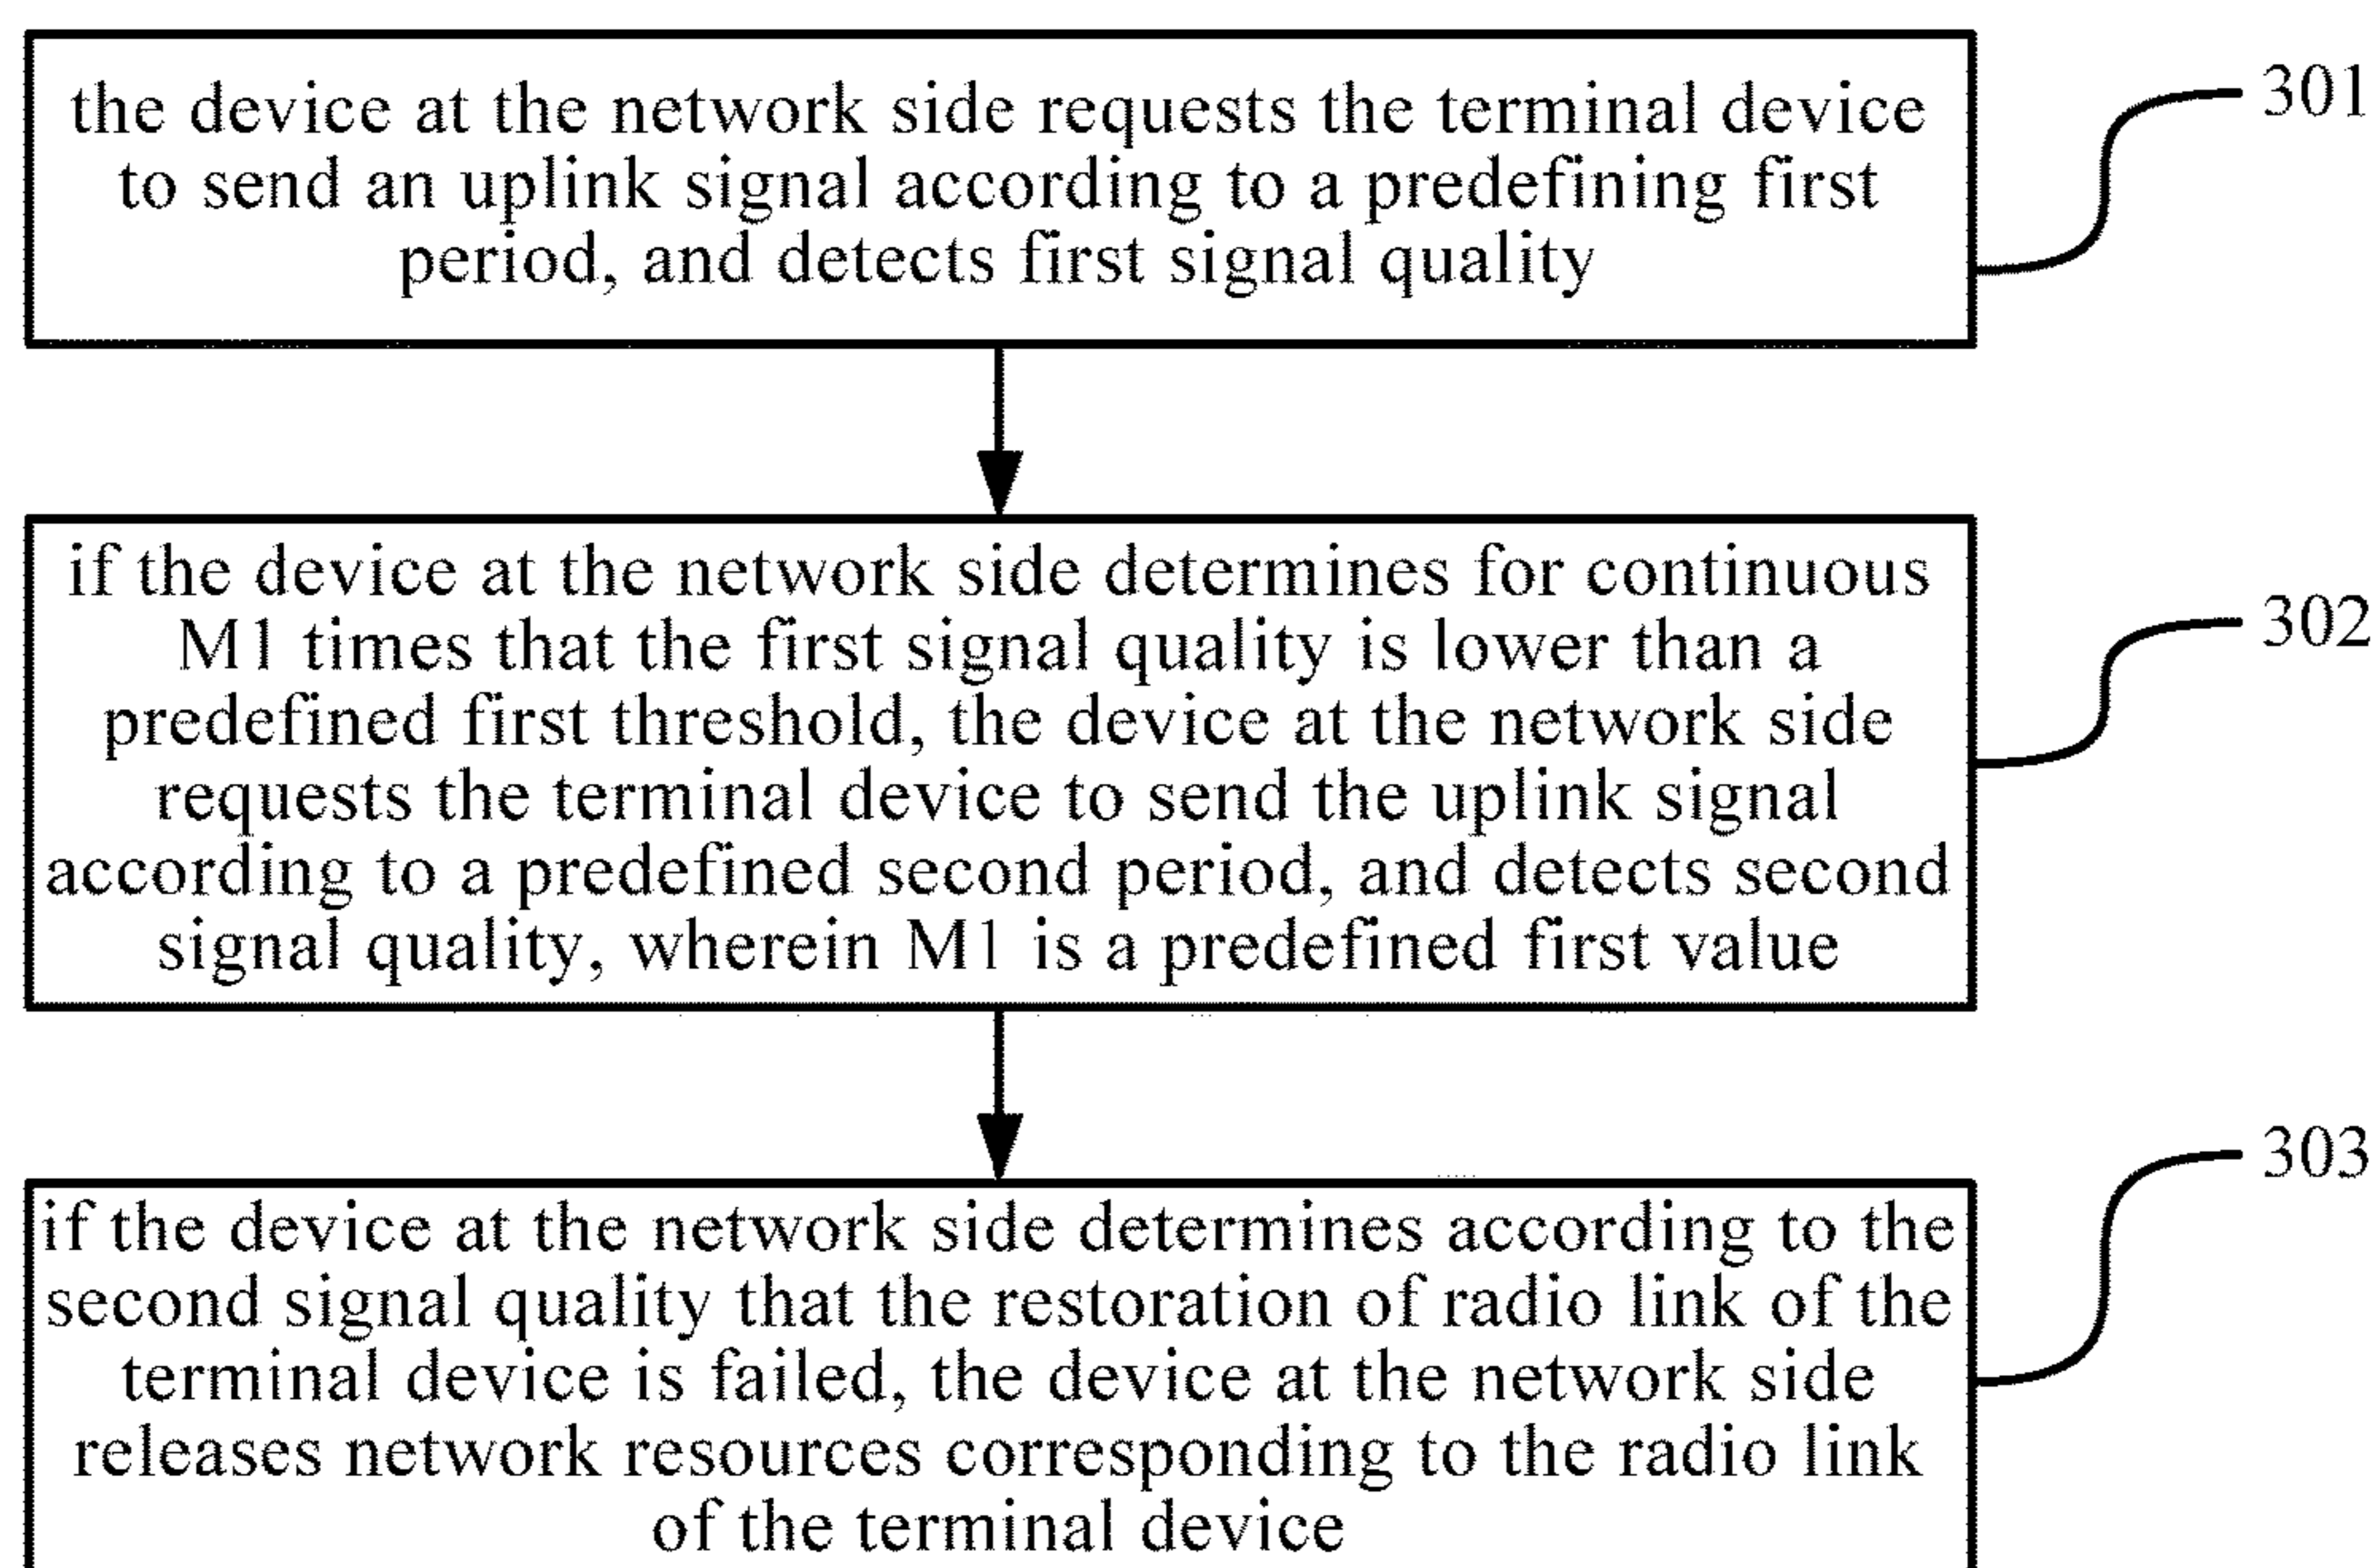 the device at the network side requests the terminal device
to send an uplink signal according to a predefining first
period, and detects first signal quality
301
if the device at the network side determines for continuous
M1 times that the first signal quality is lower than a
predefined first threshold, the device at the network side
requests the terminal device to send the uplink signal
according to a predefined second period, and detects second
signal quality, wherein M1 is a predefined first value
302
if the device at the network side determines according to the
second signal quality that the restoration of radio link of the
terminal device is failed, the device at the network side
releases network resources corresponding to the radio link
of the terminal device
303